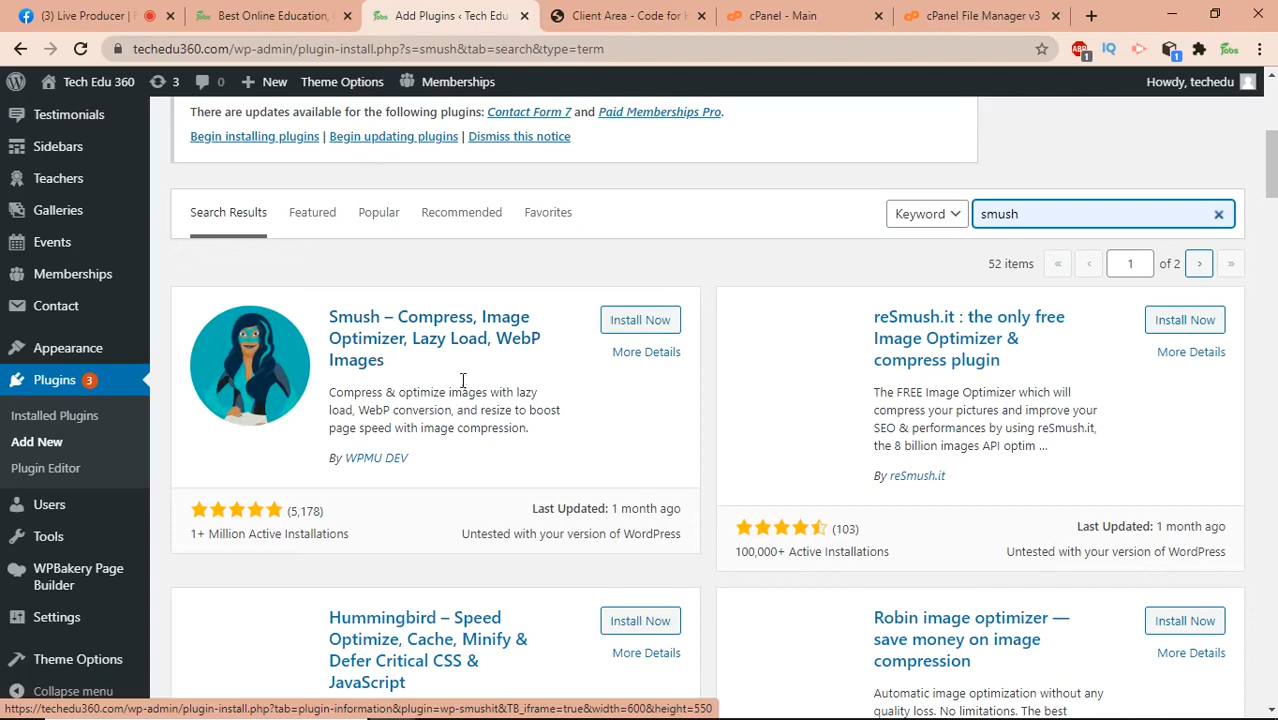 (3) Live Producer |
Best Online Education,
Add Plugins ‹ Tech Edu
Client Area - Code for H
cPanel - Main
cPanel File Manager v3
techedu360.com/wp-admin/plugin-install.php?s=smush&tab=search&type=term
Tech Edu 360
3
0
New
Theme Options
Memberships
Howdy, techedu
Testimonials
Sidebars
Teachers
Galleries
Events
Memberships
Contact
Appearance
Plugins 3
Installed Plugins
Add New
Plugin Editor
Users
Tools
WPBakery Page
Builder
Settings
Theme Options
Collapse menu
There are updates available for the following plugins: Contact Form 7 and Paid Memberships Pro.
Begin installing plugins | Begin updating plugins | Dismiss this notice
Search Results
Featured
Popular
Recommended
Favorites
Keyword
smush
52 items « ‹ 1 of 2 › »
Smush – Compress, Image
Optimizer, Lazy Load, WebP
Images
Install Now
More Details
Compress & optimize images with lazy
load, WebP conversion, and resize to boost
page speed with image compression.
By WPMU DEV
(5,178)
Last Updated: 1 month ago
1+ Million Active Installations
Untested with your version of WordPress
reSmush.it : the only free
Image Optimizer &
compress plugin
Install Now
More Details
The FREE Image Optimizer which will
compress your pictures and improve your
SEO & performances by using reSmush.it,
the 8 billion images API optim ...
By reSmush.it
(103)
Last Updated: 1 month ago
100,000+ Active Installations
Untested with your version of WordPress
Hummingbird – Speed
Optimize, Cache, Minify &
Defer Critical CSS &
JavaScript
Install Now
More Details
Robin image optimizer —
save money on image
compression
Install Now
More Details
Automatic image optimization without any
quality loss. No limitations. The best
https://techedu360.com/wp-admin/plugin-install.php?tab=plugin-information&plugin=wp-smushit&TB_iframe=true&width=600&height=550